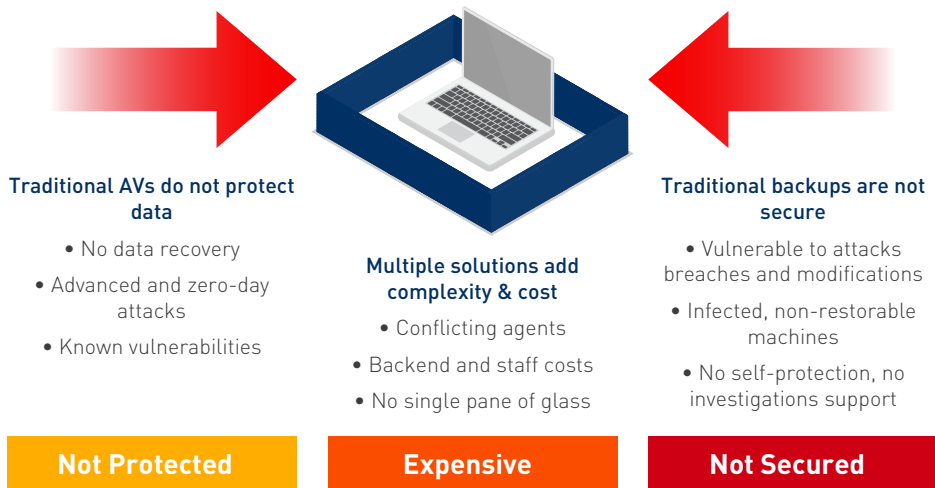 Traditional AVs do not protect
data
• No data recovery
• Advanced and zero-day
attacks
• Known vulnerabilities
Not Protected
Multiple solutions add
complexity & cost
• Conflicting agents
• Backend and staff costs
• No single pane of glass
Expensive
Traditional backups are not
secure
• Vulnerable to attacks
breaches and modifications
• Infected, non-restorable
machines
• No self-protection, no
investigations support
Not Secured